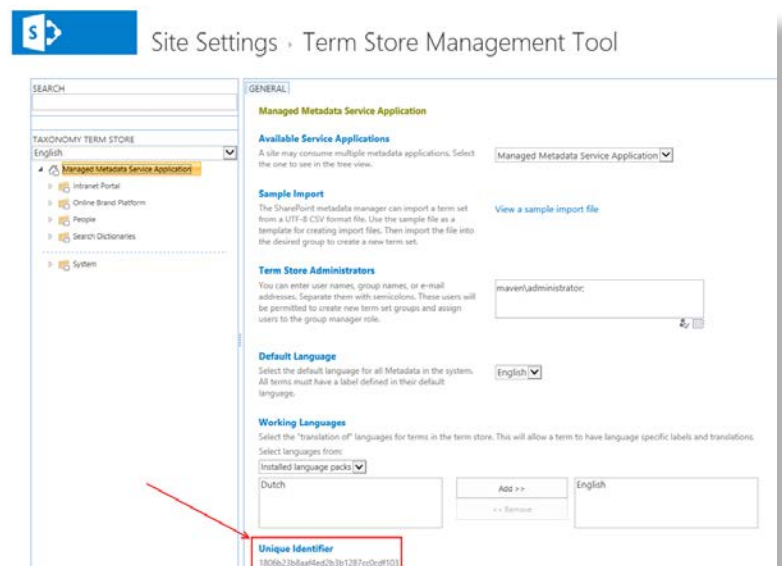 Site Settings › Term Store Management Tool
SEARCH
TAXONOMY TERM STORE
English
Managed Metadata Service Application
Intranet Portal
Online Brand Platform
People
Search Dictionaries
System
GENERAL
Managed Metadata Service Application
Available Service Applications
A site may consume multiple metadata applications. Select
the one to see in the tree view.
Managed Metadata Service Application
Sample Import
The SharePoint metadata manager can import a term set
from a UTF-8 CSV format file. Use the sample file as a
template for creating import files. Then import the file into
the desired group to create a new term set.
View a sample import file
Term Store Administrators
You can enter user names, group names, or e-mail
addresses. Separate them with semicolons. These users will
be permitted to create new term set groups and assign
users to the group manager role.
maven\administrator;
Default Language
Select the default language for all Metadata in the system.
All terms must have a label defined in their default
language.
English
Working Languages
Select the "translation of" languages for terms in the term store. This will allow a term to have language specific labels and translations.
Select languages from:
Installed language packs
Dutch
Add >>
<< Remove
English
Unique Identifier